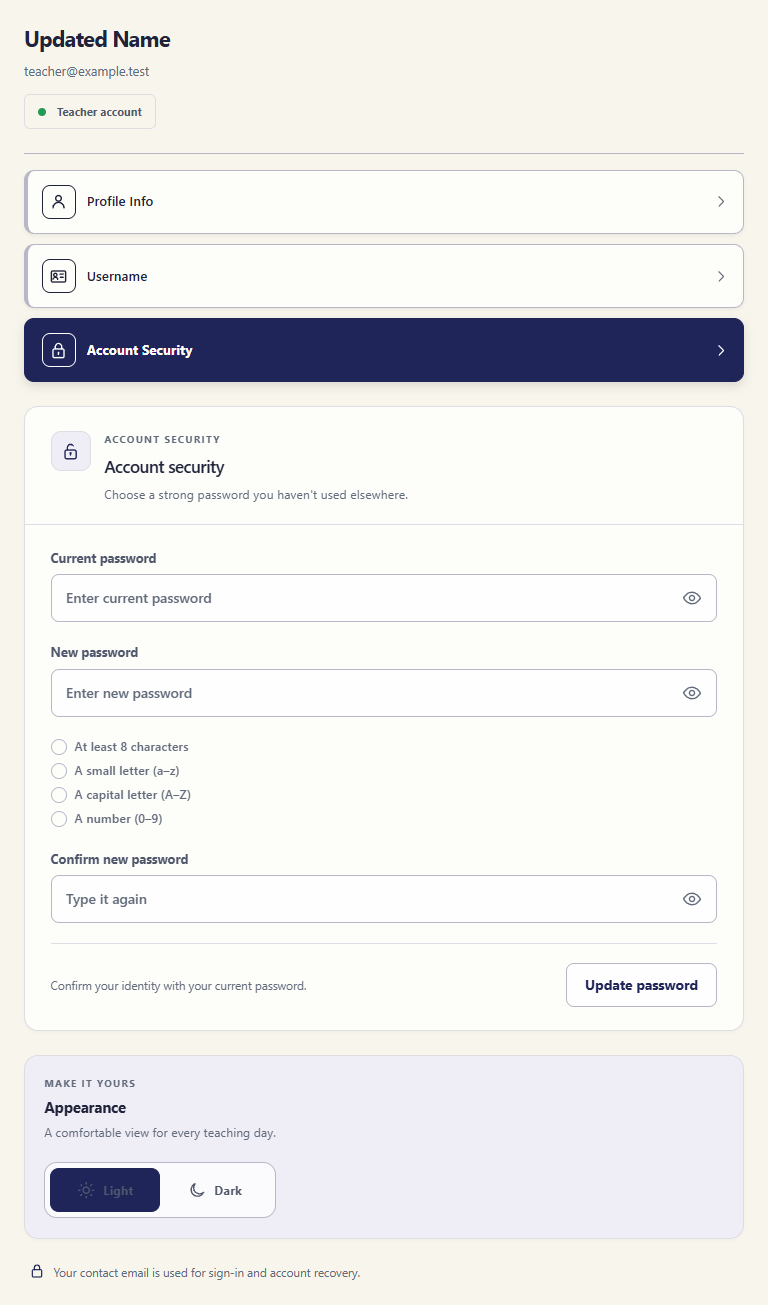 Updated Name
teacher@example.test
Teacher account
Profile Info
Username
Account Security
ACCOUNT SECURITY
Account security
Choose a strong password you haven't used elsewhere.
Current password
Enter current password
New password
Enter new password
At least 8 characters
A small letter (a–z)
A capital letter (A–Z)
A number (0–9)
Confirm new password
Type it again
Confirm your identity with your current password.
Update password
MAKE IT YOURS
Appearance
A comfortable view for every teaching day.
Light
Dark
Your contact email is used for sign-in and account recovery.